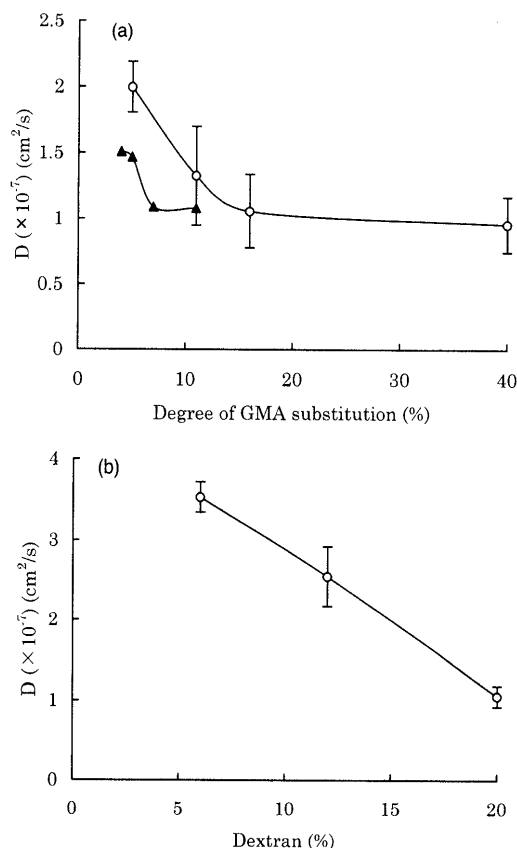 (a)
2.5
2
1.5
1
0.5
0
D (×10⁻⁷) (cm²/s)
0 10 20 30 40
Degree of GMA substitution (%)
(b)
4
3
2
1
0
D (×10⁻⁷) (cm²/s)
0 5 10 15 20
Dextran (%)